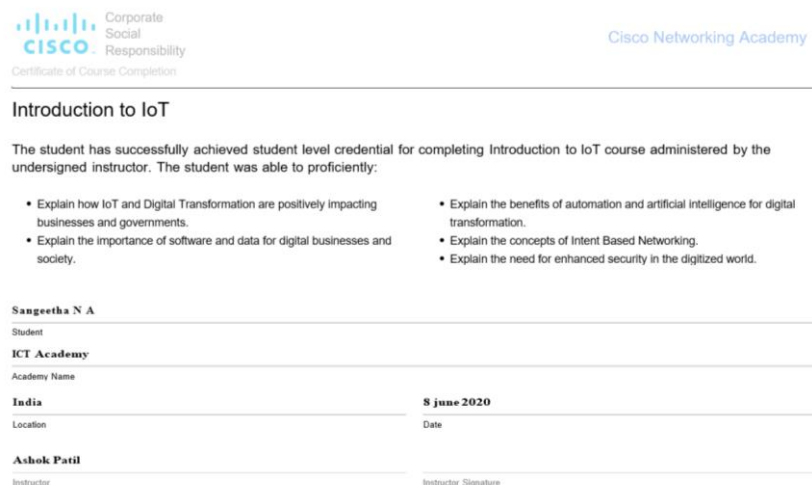 Corporate
Social
Responsibility
CISCO.
Cisco Networking Academy
Certificate of Course Completion
Introduction to IoT
The student has successfully achieved student level credential for completing Introduction to IoT course administered by the
undersigned instructor. The student was able to proficiently:
• Explain how IoT and Digital Transformation are positively impacting
businesses and governments.
• Explain the importance of software and data for digital businesses and
society.
• Explain the benefits of automation and artificial intelligence for digital
transformation.
• Explain the concepts of Intent Based Networking.
• Explain the need for enhanced security in the digitized world.
Sangeetha N A
Student
ICT Academy
Academy Name
India
Location
8 june 2020
Date
Ashok Patil
Instructor
Instructor Signature